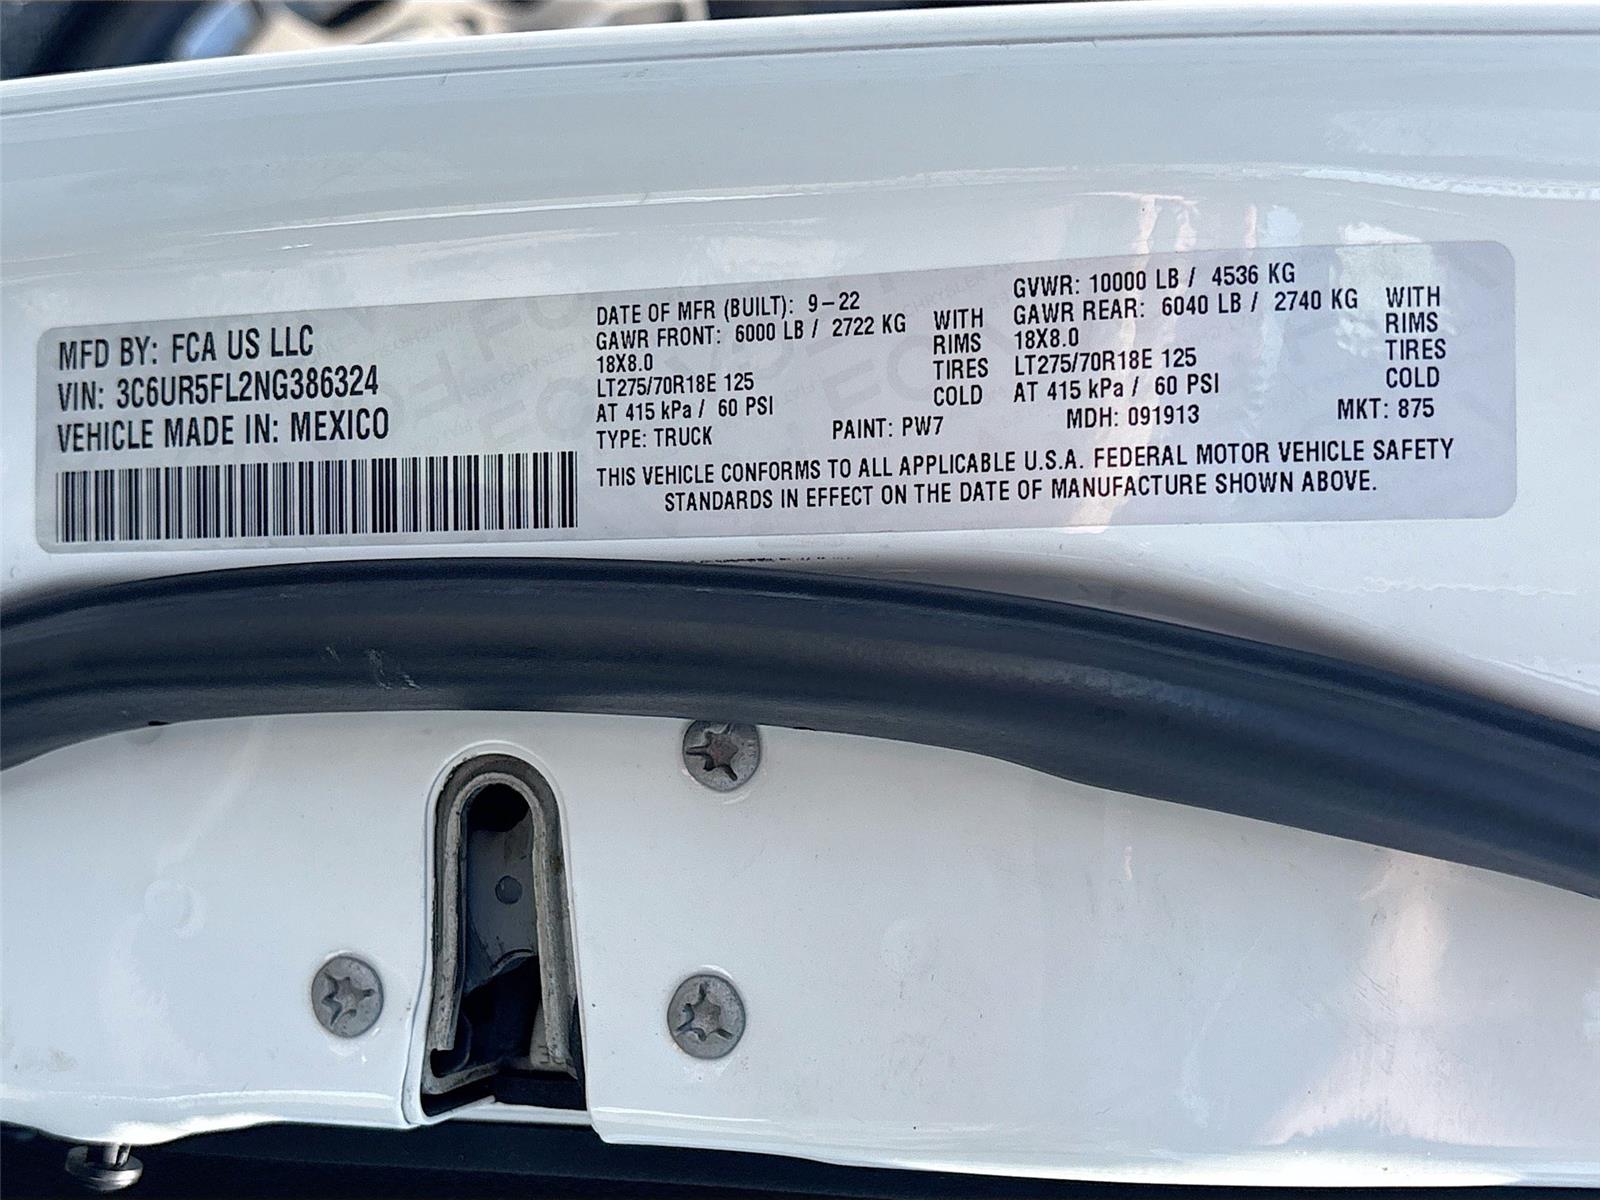 MFD BY: FCA US LLC
VIN: 3C6UR5FL2NG386324
VEHICLE MADE IN: MEXICO
DATE OF MFR (BUILT): 9-22
GAWR FRONT: 6000 LB / 2722 KG WITH
18X8.0 RIMS
LT275/70R18E 125 TIRES
AT 415 kPa / 60 PSI COLD
GVWR: 10000 LB / 4536 KG
GAWR REAR: 6040 LB / 2740 KG WITH
18X8.0 RIMS
LT275/70R18E 125 TIRES
AT 415 kPa / 60 PSI COLD
TYPE: TRUCK PAINT: PW7 MDH: 091913 MKT: 875
THIS VEHICLE CONFORMS TO ALL APPLICABLE U.S.A. FEDERAL MOTOR VEHICLE SAFETY
STANDARDS IN EFFECT ON THE DATE OF MANUFACTURE SHOWN ABOVE.